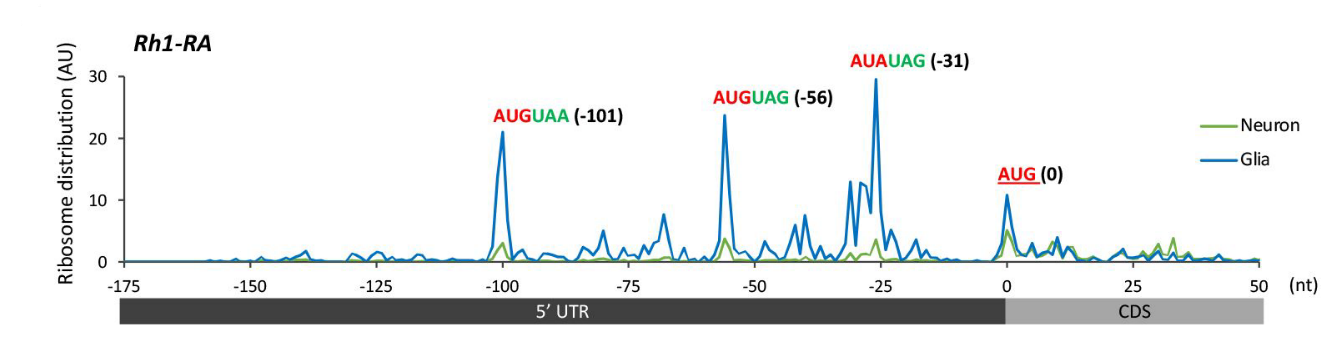 Rh1-RA
Ribosome distribution (AU)
30
20
10
0
AUGUAA (-101)
AUGUAG (-56)
AUAUAG (-31)
AUG (0)
Neuron
Glia
-175 -150 -125 -100 -75 -50 -25 0 25 50 (nt)
5’ UTR CDS